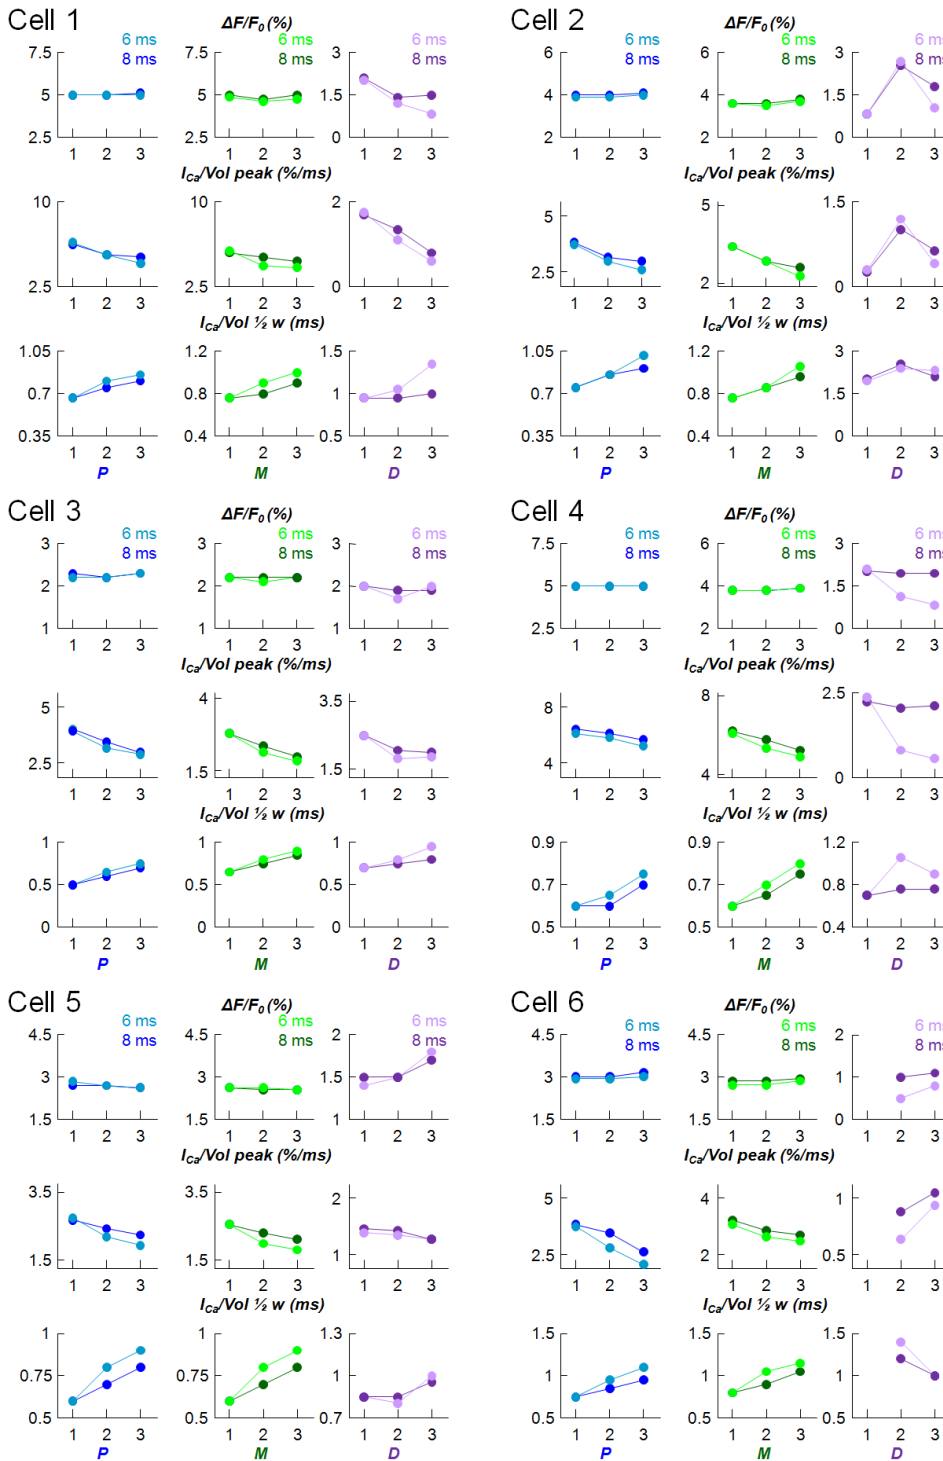 Cell 1
ΔF/F0 (%)
6 ms 6 ms 6 ms
8 ms 8 ms 8 ms
7.5 7.5 3
5 5 1.5
2.5 2.5 0
1 2 3 1 2 3 1 2 3
ICa/Vol peak (%/ms)
10 10 2
2.5 2.5 0
1 2 3 1 2 3 1 2 3
ICa/Vol ½ w (ms)
1.05 1.2 1.5
0.7 0.8 1
0.35 0.4 0.5
1 2 3 1 2 3 1 2 3
P M D
Cell 2
ΔF/F0 (%)
6 ms 6 ms 6 ms
8 ms 8 ms 8 ms
6 6 3
4 4 1.5
2 2 0
1 2 3 1 2 3 1 2 3
ICa/Vol peak (%/ms)
5 5 1.5
2.5 2 0
1 2 3 1 2 3 1 2 3
ICa/Vol ½ w (ms)
1.05 1.2 3
0.7 0.8 1.5
0.35 0.4 0
1 2 3 1 2 3 1 2 3
P M D
Cell 3
ΔF/F0 (%)
6 ms 6 ms 6 ms
8 ms 8 ms 8 ms
3 3 3
2 2 2
1 1 1
1 2 3 1 2 3 1 2 3
ICa/Vol peak (%/ms)
5 4 3.5
2.5 1.5 1.5
1 2 3 1 2 3 1 2 3
ICa/Vol ½ w (ms)
1 1 1
0.5 0.5 0.5
0 0 0
1 2 3 1 2 3 1 2 3
P M D
Cell 4
ΔF/F0 (%)
6 ms 6 ms 6 ms
8 ms 8 ms 8 ms
7.5 6 3
5 4 1.5
2.5 2 0
1 2 3 1 2 3 1 2 3
ICa/Vol peak (%/ms)
8 8 2.5
4 4 0
1 2 3 1 2 3 1 2 3
ICa/Vol ½ w (ms)
0.9 0.9 1.2
0.7 0.7 0.8
0.5 0.5 0.4
1 2 3 1 2 3 1 2 3
P M D
Cell 5
ΔF/F0 (%)
6 ms 6 ms 6 ms
8 ms 8 ms 8 ms
4.5 4.5 2
3 3 1.5
1.5 1.5 1
1 2 3 1 2 3 1 2 3
ICa/Vol peak (%/ms)
3.5 4 2
1.5 1.5 1
1 2 3 1 2 3 1 2 3
ICa/Vol ½ w (ms)
1 1 1.3
0.75 0.75 1
0.5 0.5 0.7
1 2 3 1 2 3 1 2 3
P M D
Cell 6
ΔF/F0 (%)
6 ms 6 ms 6 ms
8 ms 8 ms 8 ms
4.5 4.5 2
3 3 1
1.5 1.5 0
1 2 3 1 2 3 1 2 3
ICa/Vol peak (%/ms)
5 4 1
2.5 2 0.5
1 2 3 1 2 3 1 2 3
ICa/Vol ½ w (ms)
1.5 1.5 1.5
1 1 1
0.5 0.5 0.5
1 2 3 1 2 3 1 2 3
P M D